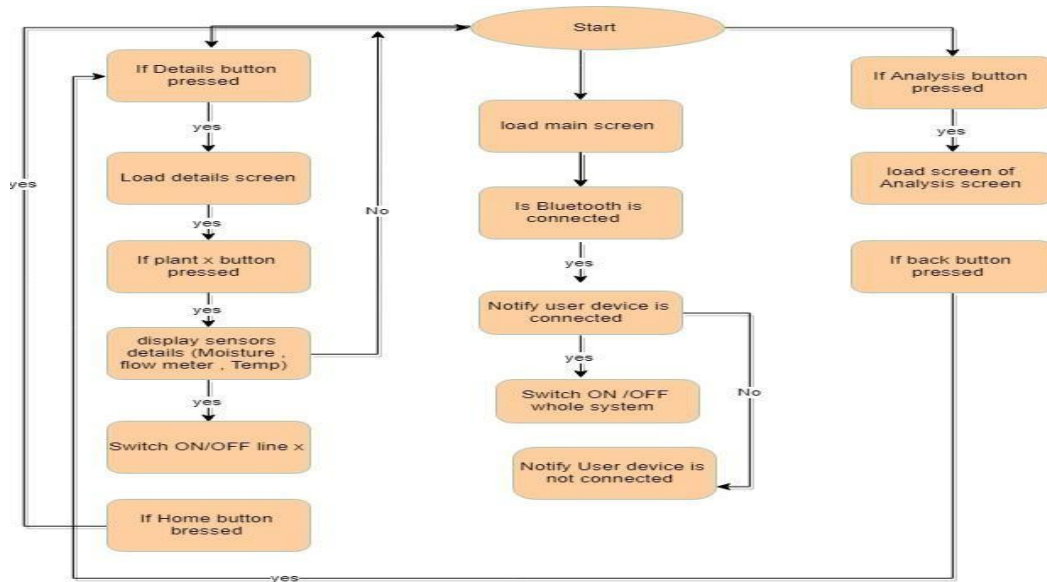 Start
If Details button
pressed
yes
Load details screen
yes
If plant x button
pressed
yes
display sensors
details (Moisture ,
flow meter , Temp)
yes
Switch ON/OFF line x
If Home button
bressed
yes
No
load main screen
Is Bluetooth is
connected
yes
Notify user device is
connected
yes
Switch ON /OFF
whole system
No
Notify User device is
not connected
If Analysis button
pressed
yes
load screen of
Analysis screen
If back button
pressed
yes